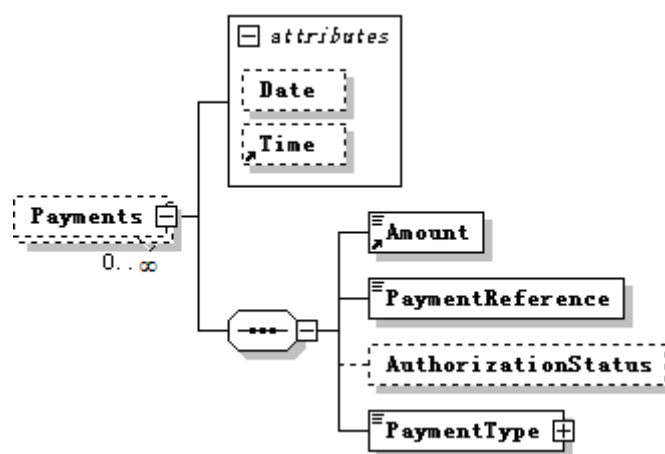 attributes
Date
Time
Payments
0..∞
Amount
PaymentReference
AuthorizationStatus
PaymentType